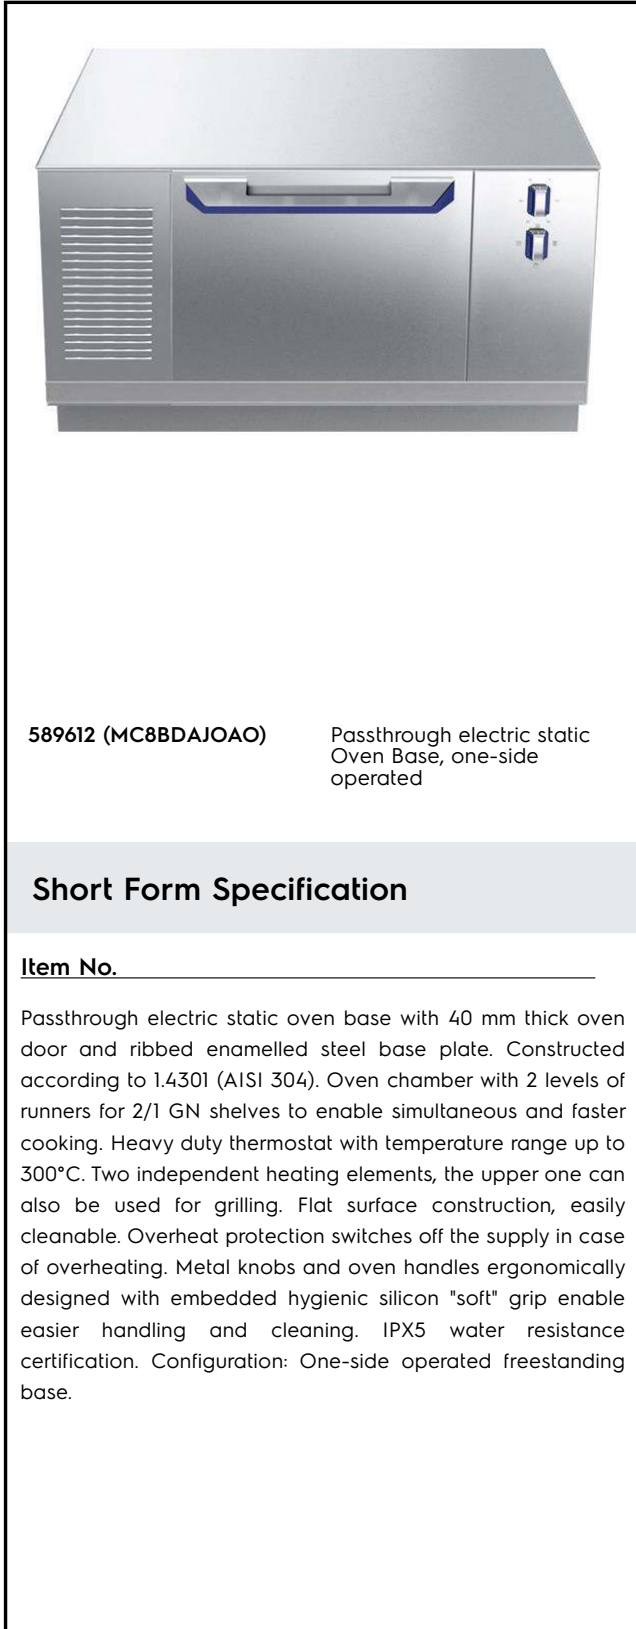 589612 (MC8BDAJOAO)
Passthrough electric static
Oven Base, one-side
operated
Short Form Specification
Item No.
Passthrough electric static oven base with 40 mm thick oven
door and ribbed enamelled steel base plate. Constructed
according to 1.4301 (AISI 304). Oven chamber with 2 levels of
runners for 2/1 GN shelves to enable simultaneous and faster
cooking. Heavy duty thermostat with temperature range up to
300°C. Two independent heating elements, the upper one can
also be used for grilling. Flat surface construction, easily
cleanable. Overheat protection switches off the supply in case
of overheating. Metal knobs and oven handles ergonomically
designed with embedded hygienic silicon "soft" grip enable
easier handling and cleaning. IPX5 water resistance
certification. Configuration: One-side operated freestanding
base.